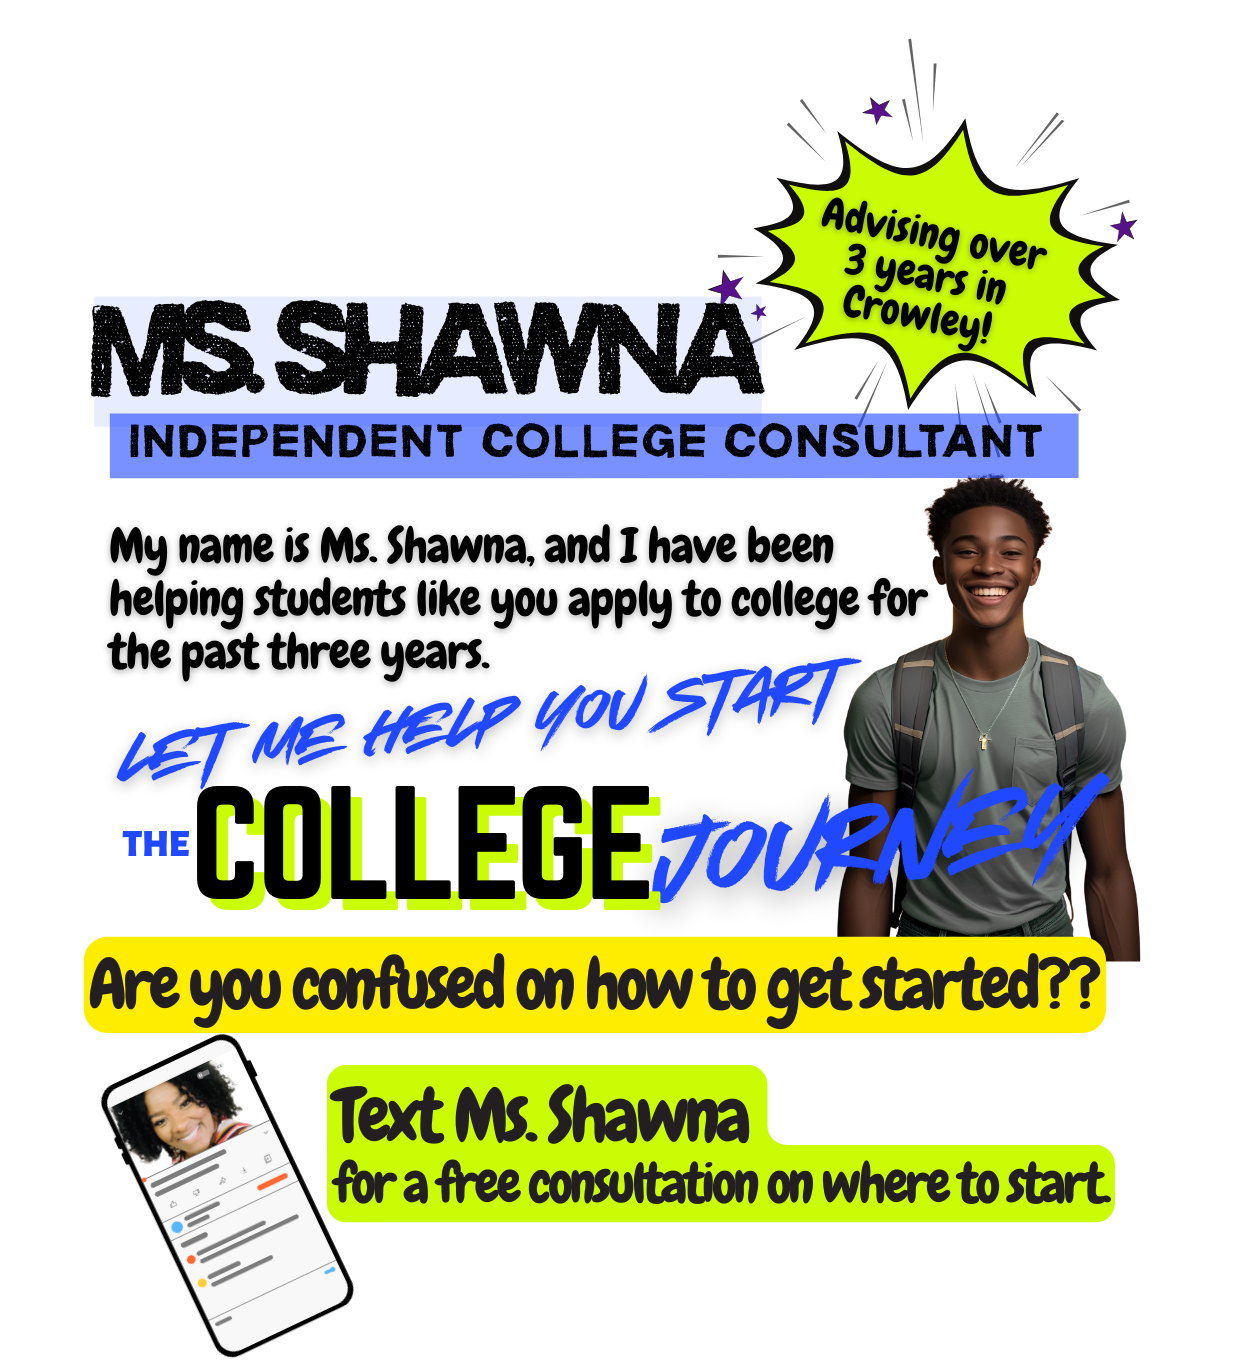 Advising over
3 years in
Crowley!
MS. SHAWNA
INDEPENDENT COLLEGE CONSULTANT
My name is Ms. Shawna, and I have been
helping students like you apply to college for
the past three years.
LET ME HELP YOU START
THE COLLEGE JOURNEY
Are you confused on how to get started??
Text Ms. Shawna
for a free consultation on where to start.